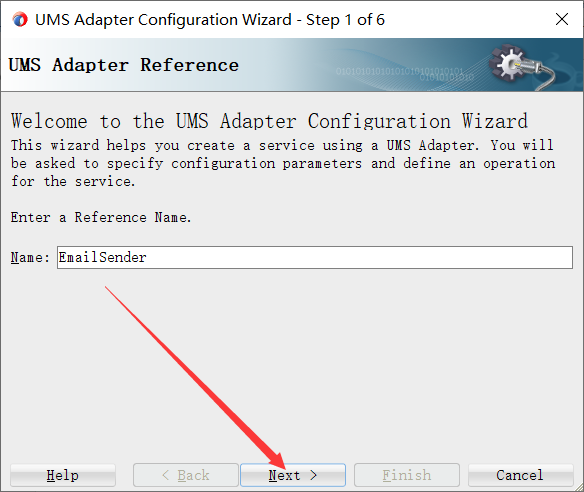 UMS Adapter Configuration Wizard - Step 1 of 6
UMS Adapter Reference
Welcome to the UMS Adapter Configuration Wizard
This wizard helps you create a service using a UMS Adapter. You will
be asked to specify configuration parameters and define an operation
for the service.
Enter a Reference Name.
Name: EmailSender
Help < Back Next > Finish Cancel